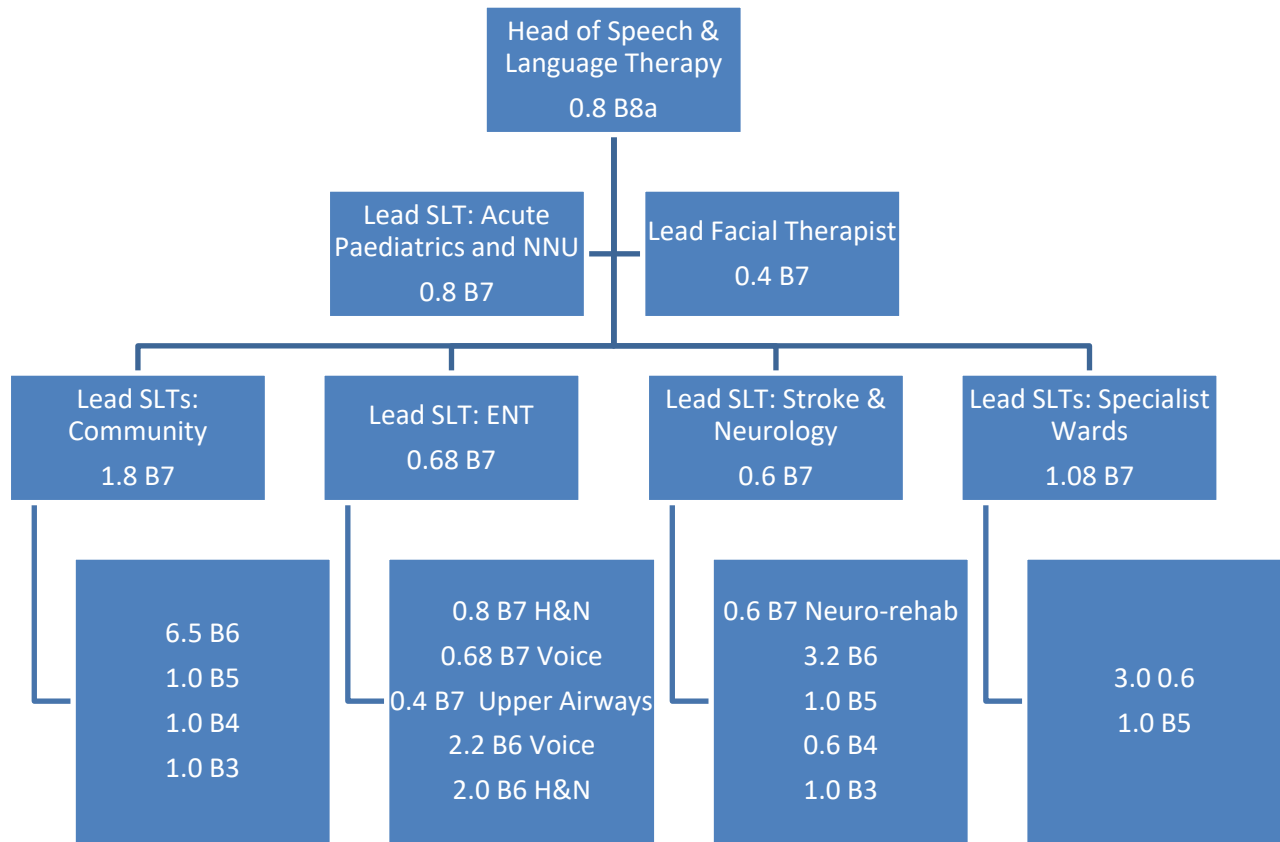 Head of Speech &
Language Therapy
0.8 B8a
Lead SLT: Acute
Paediatrics and NNU
0.8 B7
Lead Facial Therapist
0.4 B7
Lead SLTs:
Community
1.8 B7
Lead SLT: ENT
0.68 B7
Lead SLT: Stroke &
Neurology
0.6 B7
Lead SLTs: Specialist
Wards
1.08 B7
6.5 B6
1.0 B5
1.0 B4
1.0 B3
0.8 B7 H&N
0.68 B7 Voice
0.4 B7  Upper Airways
2.2 B6 Voice
2.0 B6 H&N
0.6 B7 Neuro-rehab
3.2 B6
1.0 B5
0.6 B4
1.0 B3
3.0 0.6
1.0 B5